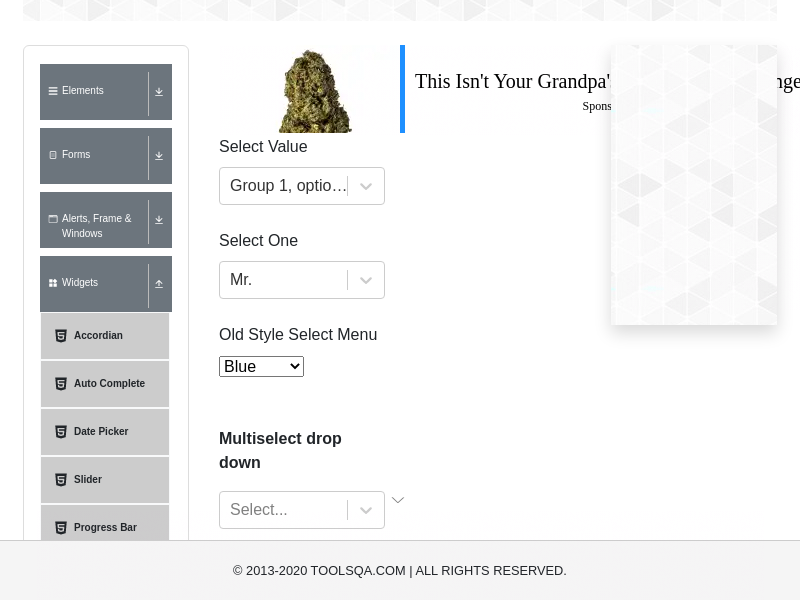 Elements
Forms
Alerts, Frame &
Windows
Widgets
Accordian
Auto Complete
Date Picker
Slider
Progress Bar
This Isn't Your Grandpa'
nge
Spons
Select Value
Group 1, optio...
Select One
Mr.
Old Style Select Menu
Blue
Multiselect drop
down
Select...
© 2013-2020 TOOLSQA.COM | ALL RIGHTS RESERVED.